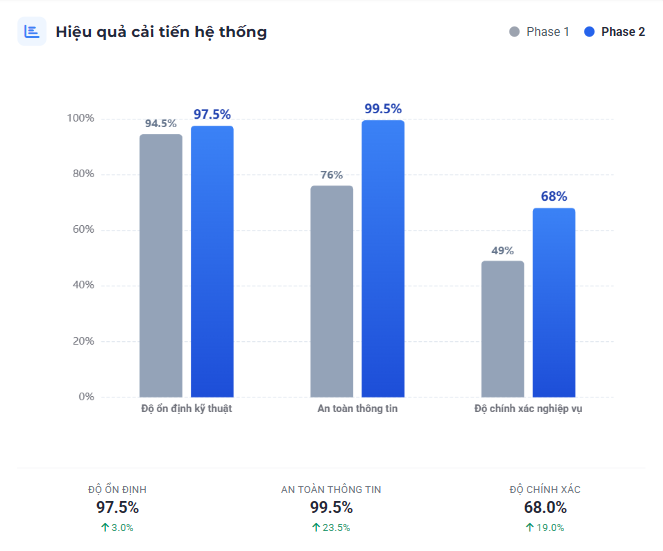 Hiệu quả cải tiến hệ thống
Phase 1 Phase 2
100%
80%
60%
40%
20%
0%
94.5% 97.5%
76% 99.5%
49% 68%
Độ ổn định kỹ thuật An toàn thông tin Độ chính xác nghiệp vụ
ĐỘ ỔN ĐỊNH AN TOÀN THÔNG TIN ĐỘ CHÍNH XÁC
97.5% 99.5% 68.0%
↑ 3.0% ↑ 23.5% ↑ 19.0%